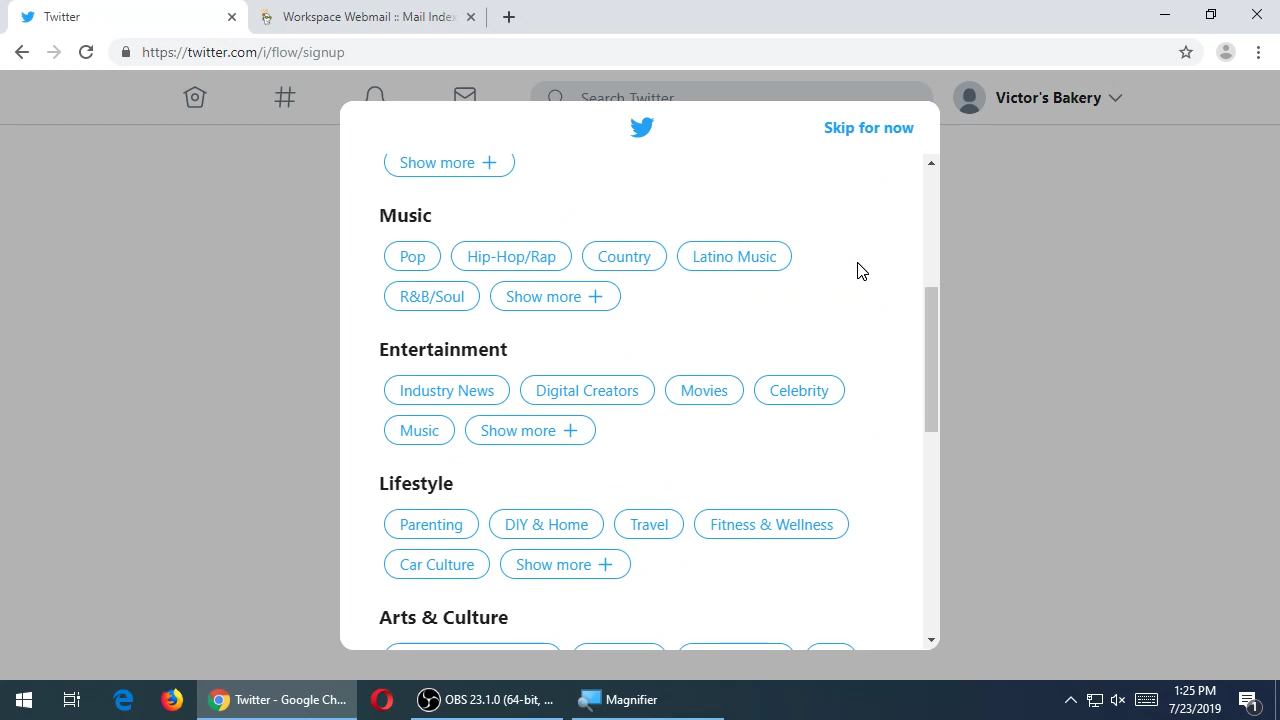 Twitter
Workspace Webmail :: Mail Index
https://twitter.com/i/flow/signup
Search Twitter
Victor's Bakery
Skip for now
Show more
Music
Pop
Hip-Hop/Rap
Country
Latino Music
R&B/Soul
Show more
Entertainment
Industry News
Digital Creators
Movies
Celebrity
Music
Show more
Lifestyle
Parenting
DIY & Home
Travel
Fitness & Wellness
Car Culture
Show more
Arts & Culture
Twitter - Google Ch...
OBS 23.1.0 (64-bit, ...
Magnifier
1:25 PM
7/23/2019
1